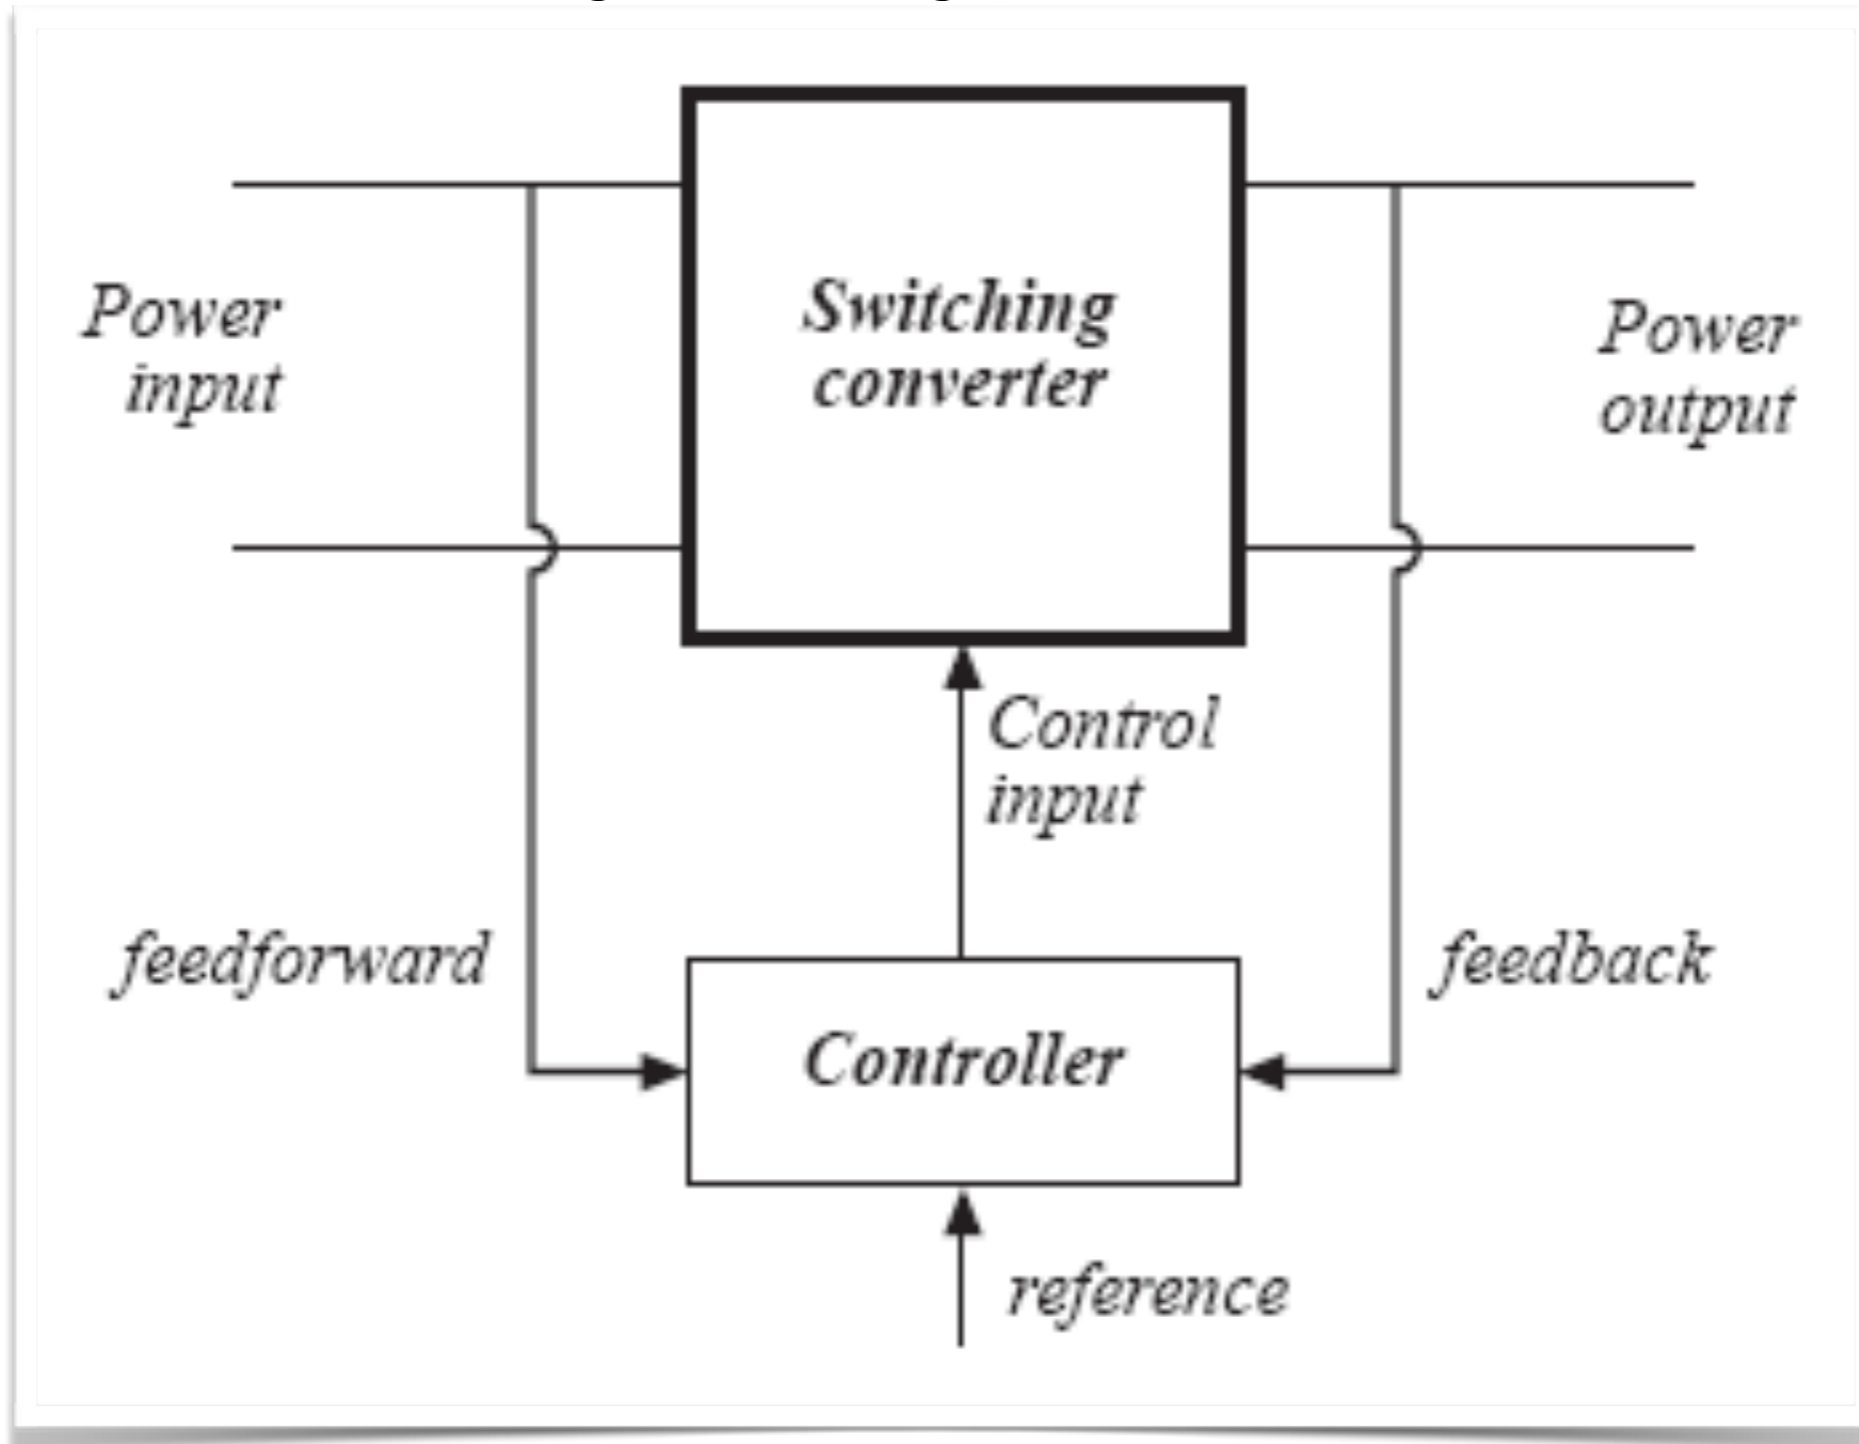 Switching
converter
Power
input
Power
output
Control
input
feedforward
feedback
Controller
reference